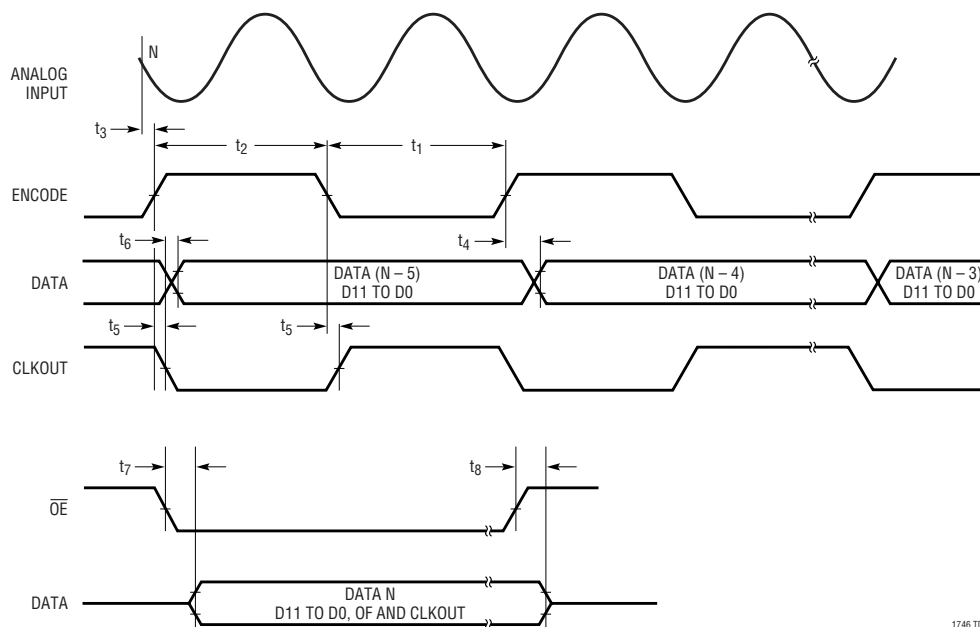 N
ANALOG
INPUT
t3
t2
t1
ENCODE
t6
t4
DATA
DATA (N – 5)
D11 TO D0
DATA (N – 4)
D11 TO D0
DATA (N – 3)
D11 TO D0
t5
t5
CLKOUT
t7
t8
OE
DATA
DATA N
D11 TO D0, OF AND CLKOUT